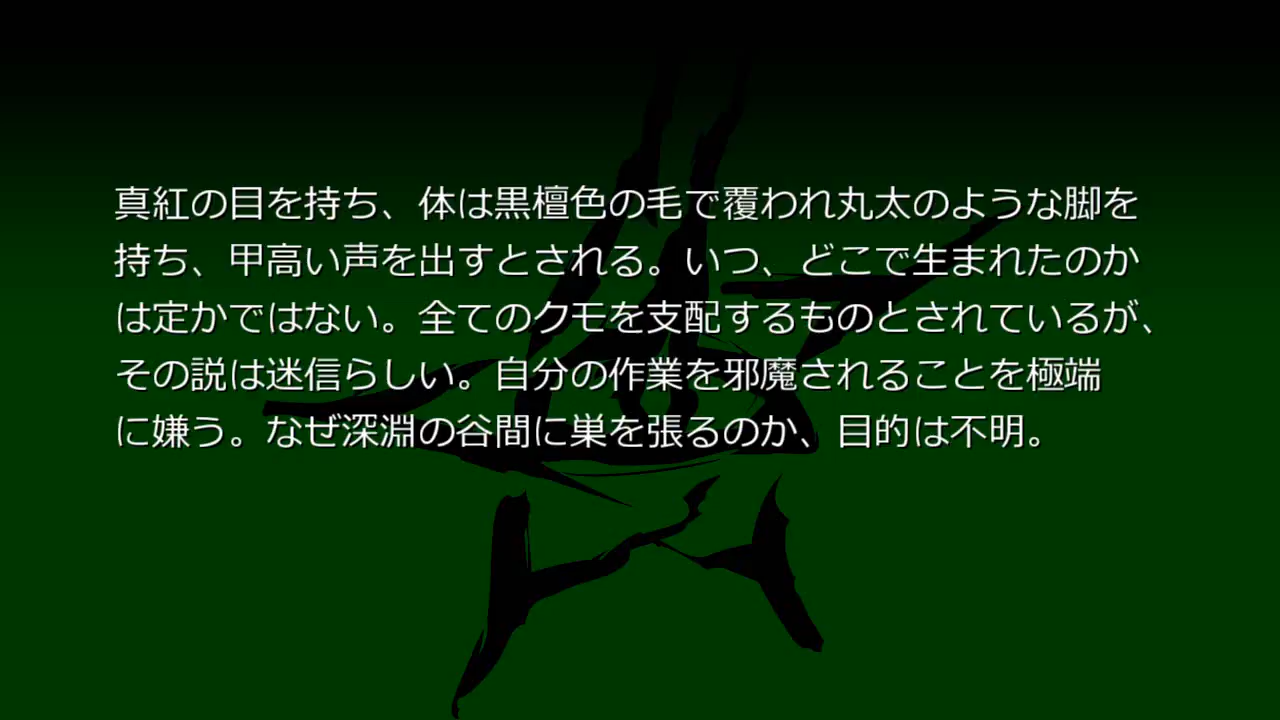 真紅の目を持ち、体は黒檀色の毛で覆われ丸太のような脚を
持ち、甲高い声を出すとされる。いつ、どこで生まれたのか
は定かではない。全てのクモを支配するものとされているが、
その説は迷信らしい。自分の作業を邪魔されることを極端
に嫌う。なぜ深淵の谷間に巣を張るのか、目的は不明。